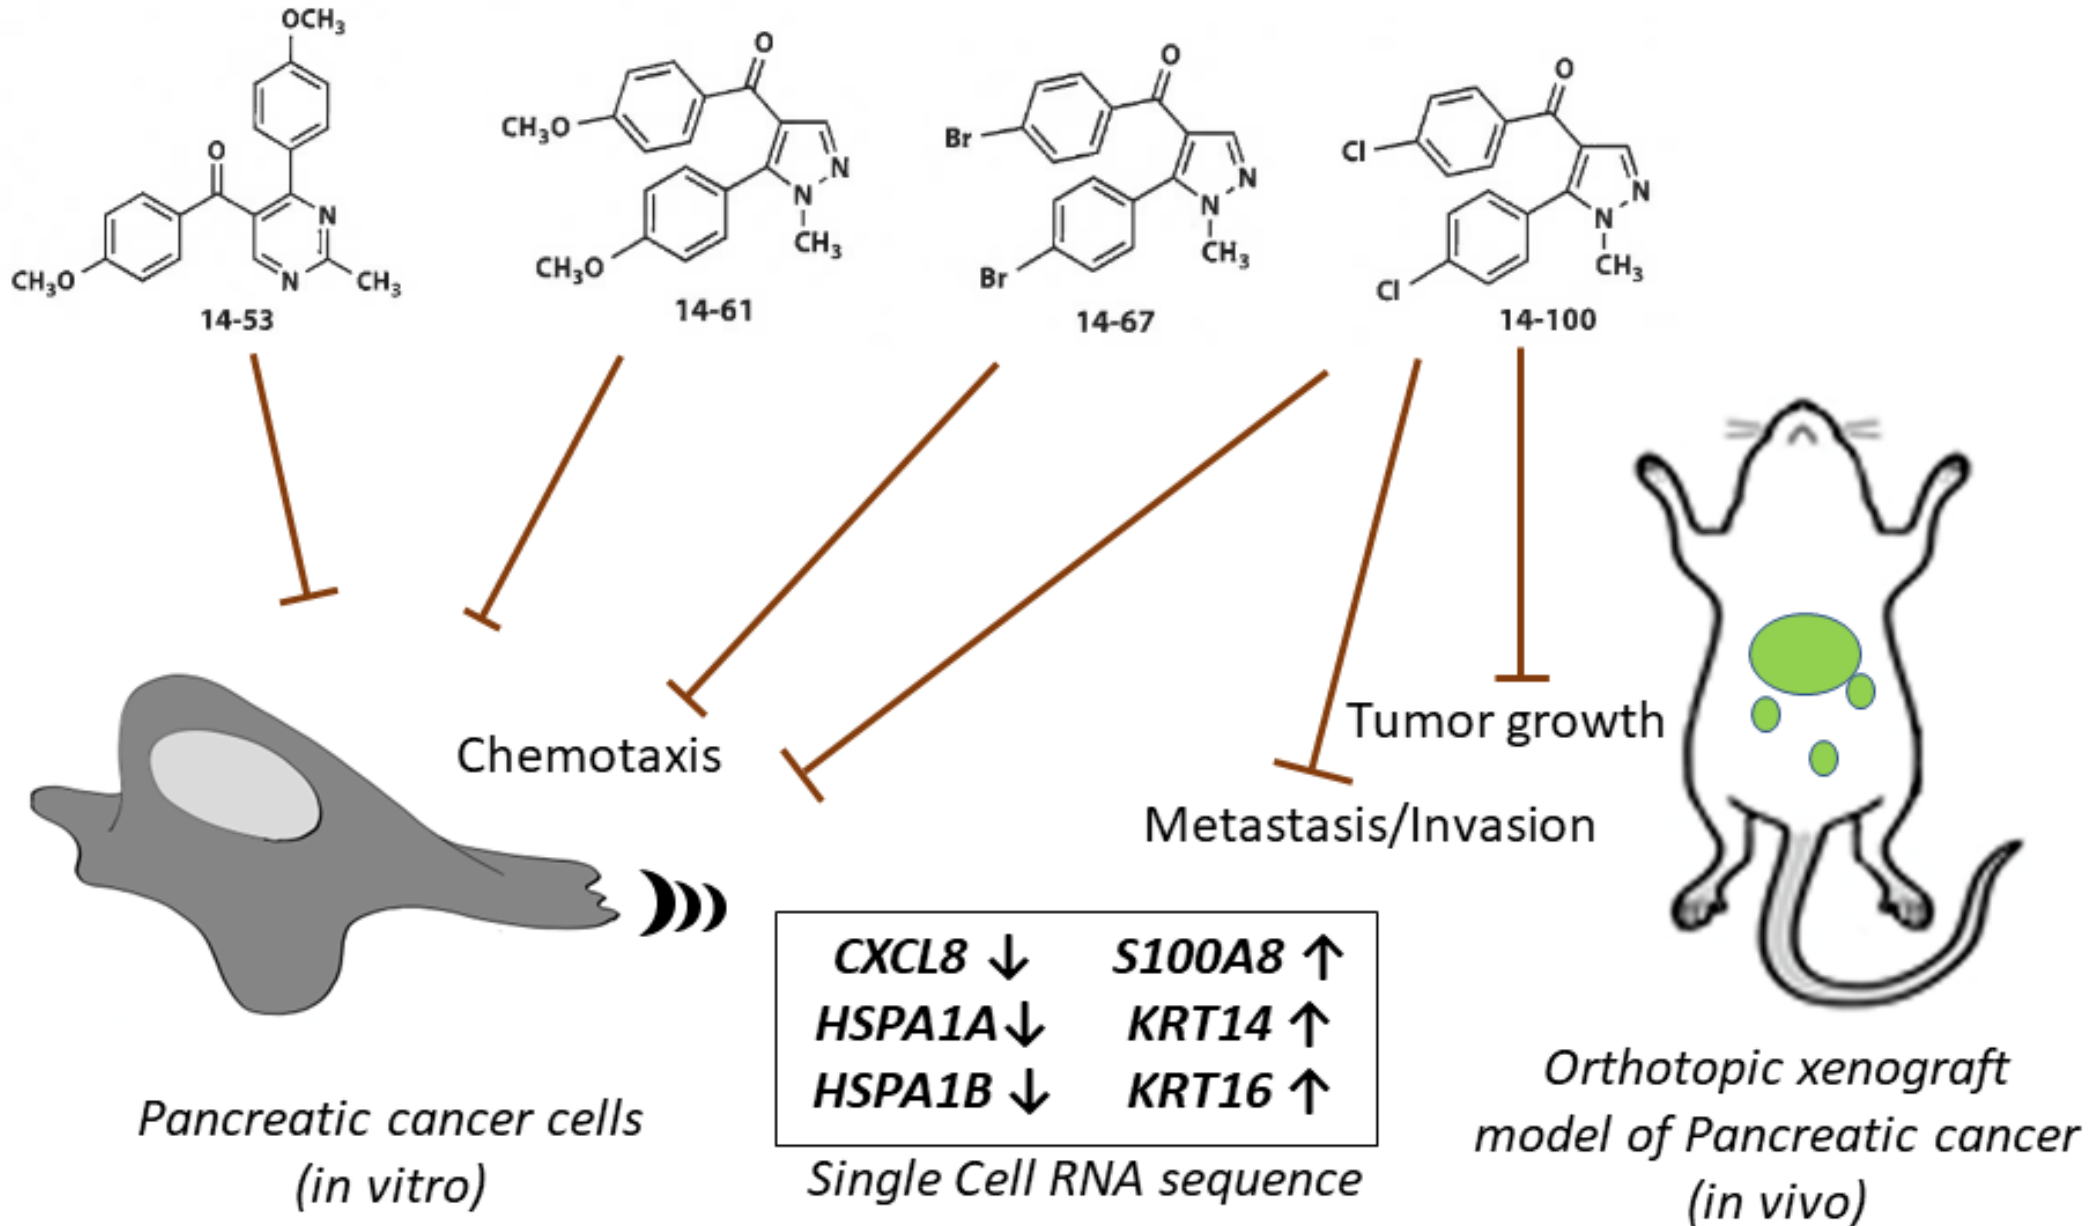 OCH3
O
N
N
CH3
CH3O
14-53
O
CH3O
N
N
CH3
CH3O
14-61
O
Br
N
N
CH3
Br
14-67
O
Cl
N
N
CH3
Cl
14-100
Chemotaxis
Tumor growth
Metastasis/Invasion
CXCL8 ↓ S100A8 ↑
HSPA1A ↓ KRT14 ↑
HSPA1B ↓ KRT16 ↑
Single Cell RNA sequence
Pancreatic cancer cells
(in vitro)
Orthotopic xenograft
model of Pancreatic cancer
(in vivo)